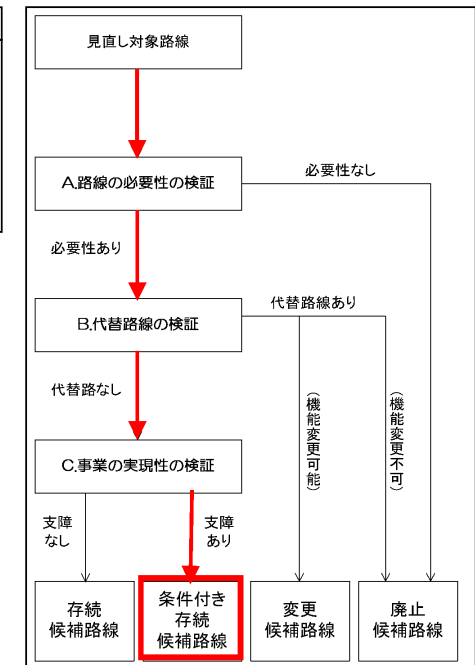 見直し対象路線
A.路線の必要性の検証
必要性なし
必要性あり
B.代替路線の検証
代替路線あり
代替路なし
(機能変更可能)
(機能変更不可)
C.事業の実現性の検証
支障
なし
支障
あり
存続
候補路線
条件付き
存続
候補路線
変更
候補路線
廃止
候補路線